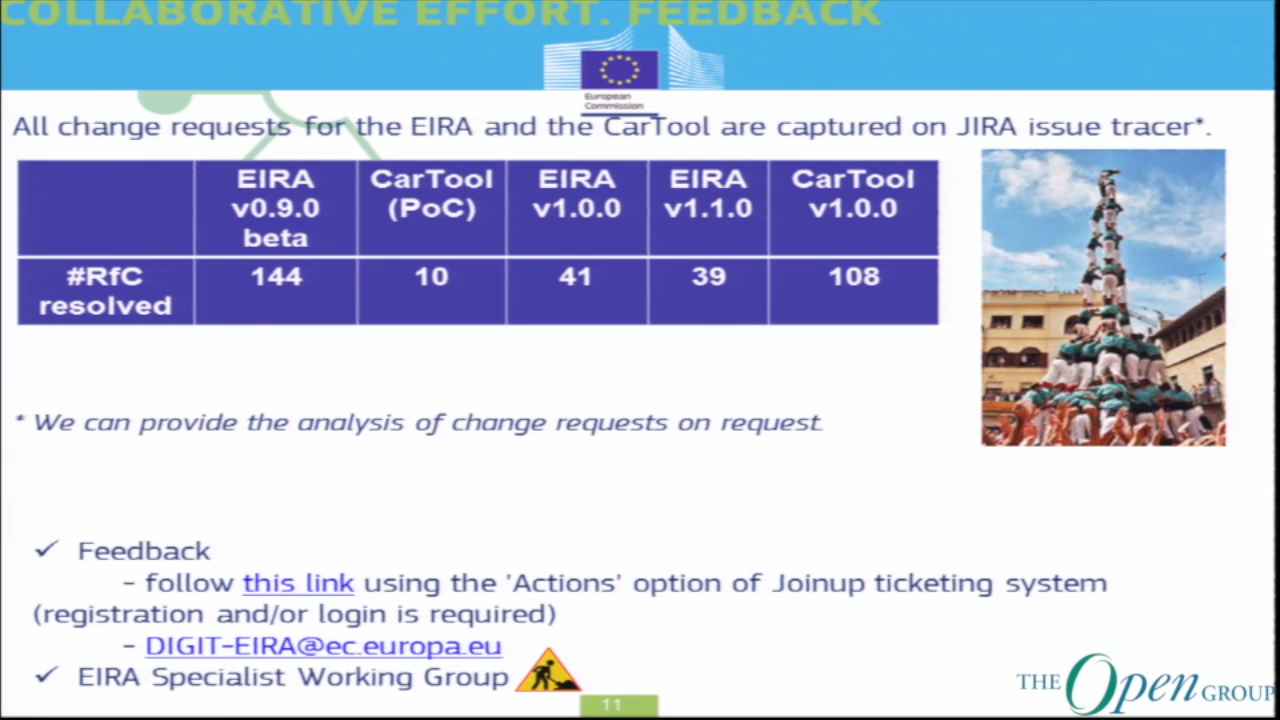 COLLABORATIVE EFFORT. FEEDBACK
European
Commission
All change requests for the EIRA and the CarTool are captured on JIRA issue tracer*.
EIRA v0.9.0 beta
CarTool (PoC)
EIRA v1.0.0
EIRA v1.1.0
CarTool v1.0.0
#RfC resolved
144
10
41
39
108
* We can provide the analysis of change requests on request.
✓ Feedback
- follow this link using the 'Actions' option of Joinup ticketing system
(registration and/or login is required)
- DIGIT-EIRA@ec.europa.eu
✓ EIRA Specialist Working Group
11
THE Open GROUP